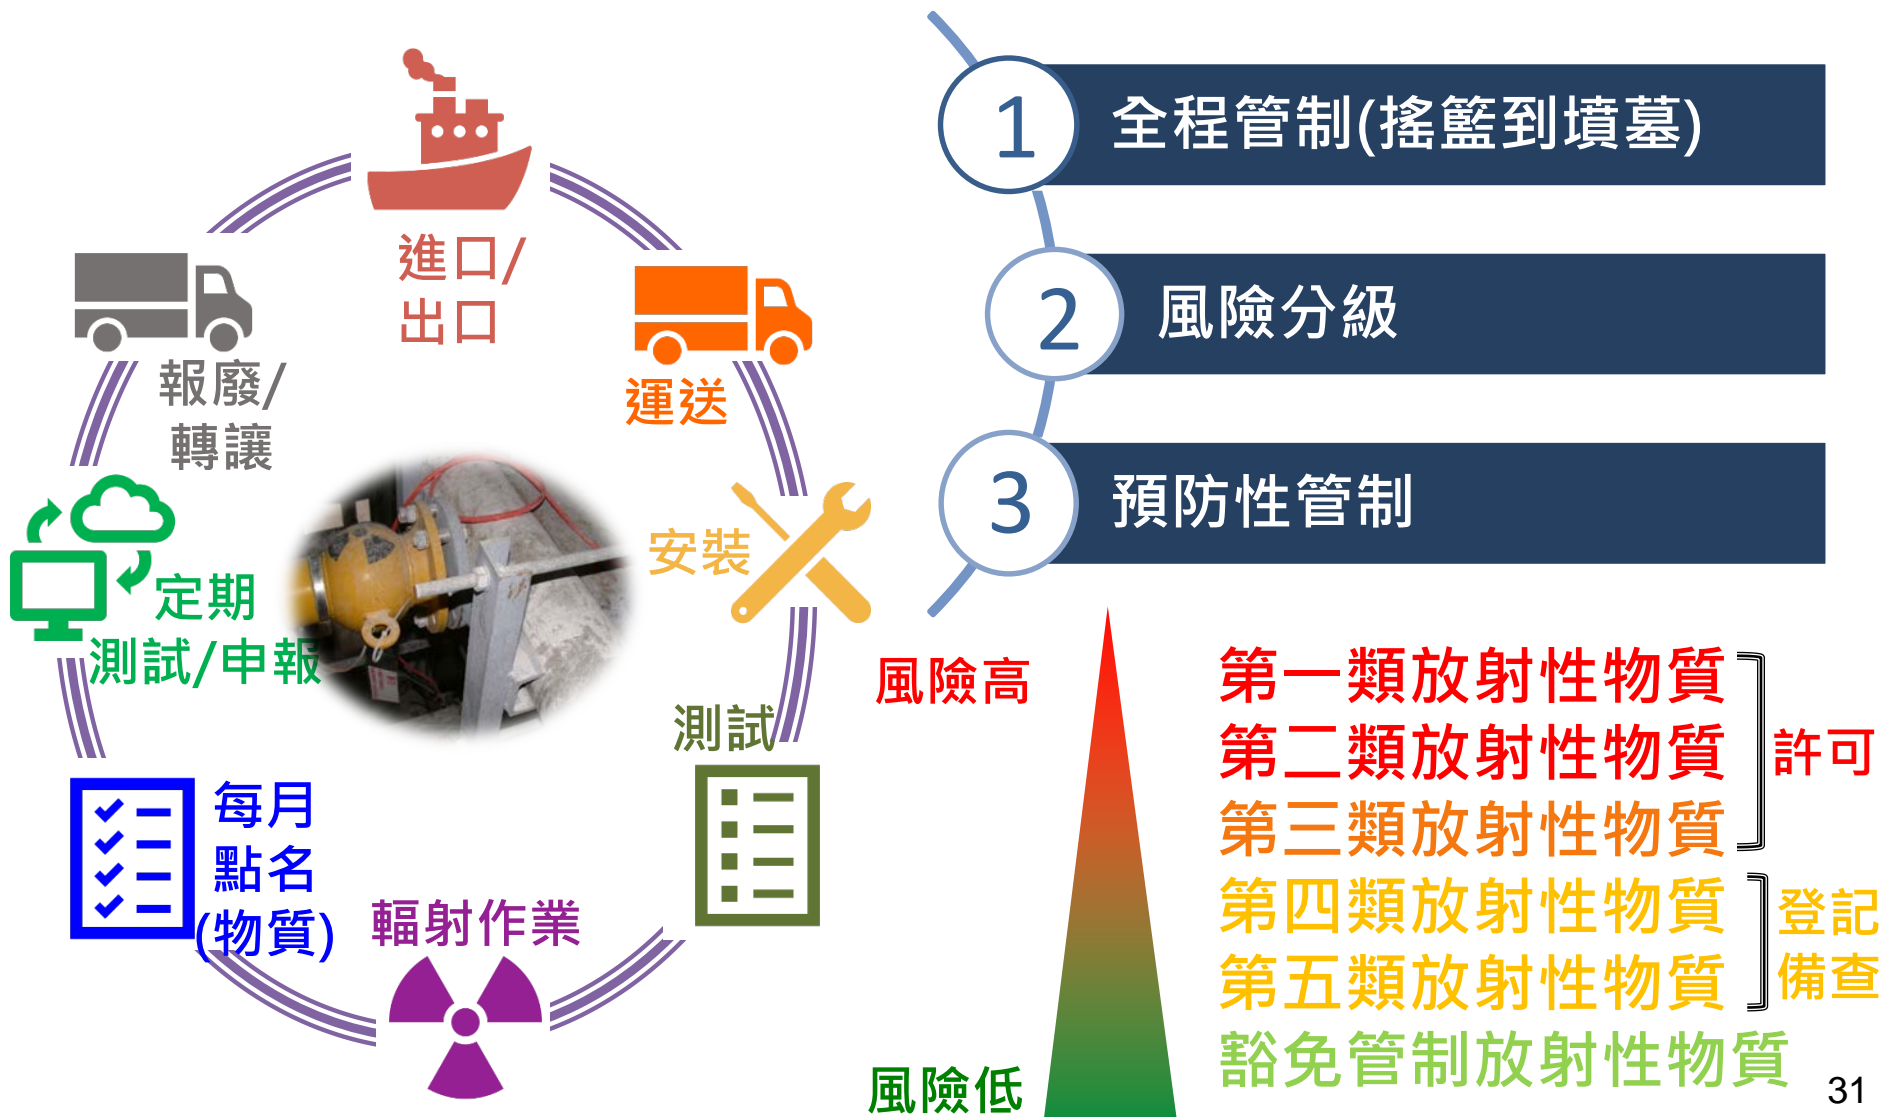 進口/
出口
運送
安裝
測試
輻射作業
每月
點名
(物質)
定期
測試/申報
報廢/
轉讓
1 全程管制(搖籃到墳墓)
2 風險分級
3 預防性管制
風險高
風險低
第一類放射性物質
第二類放射性物質
第三類放射性物質
許可
第四類放射性物質
第五類放射性物質
登記
備查
豁免管制放射性物質
31